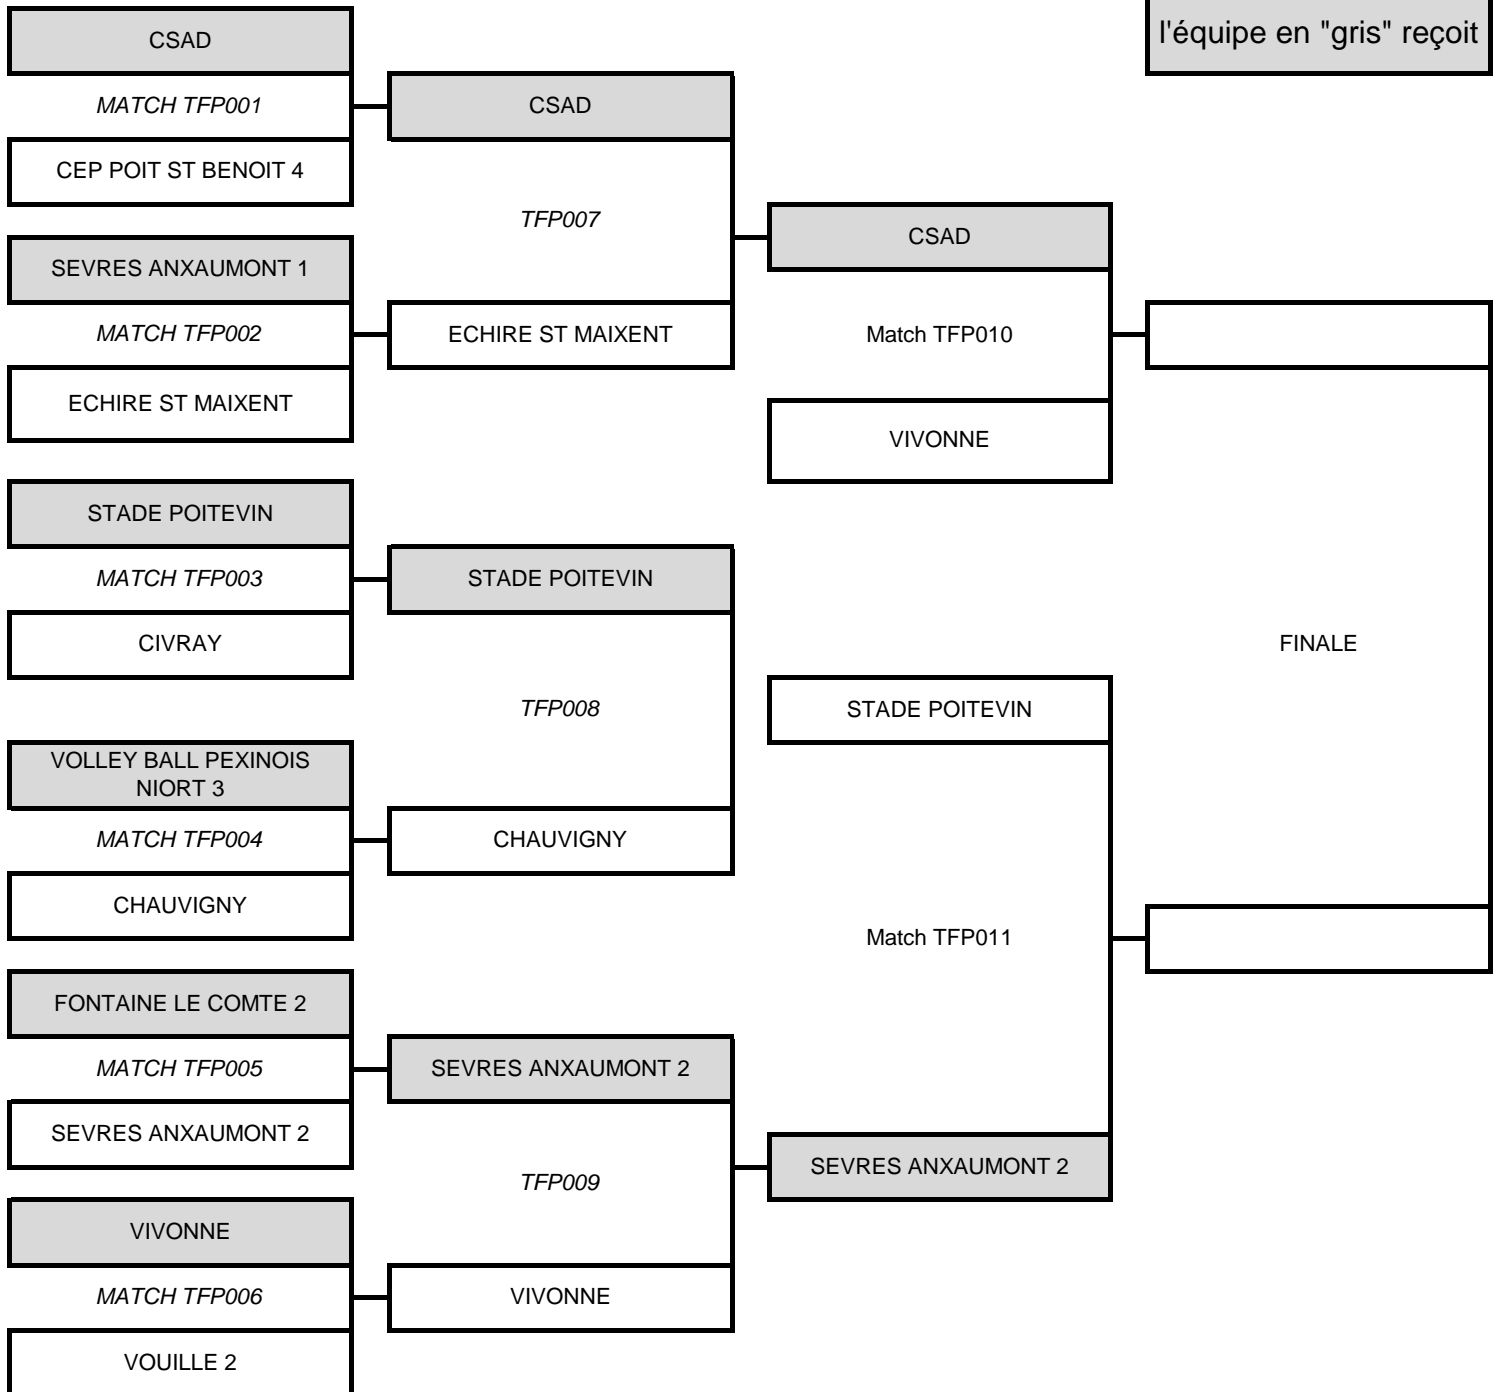 l'équipe en "gris" reçoit
CSAD
MATCH TFP001
CEP POIT ST BENOIT 4
SEVRES ANXAUMONT 1
MATCH TFP002
ECHIRE ST MAIXENT
STADE POITEVIN
MATCH TFP003
CIVRAY
VOLLEY BALL PEXINOIS
NIORT 3
MATCH TFP004
CHAUVIGNY
FONTAINE LE COMTE 2
MATCH TFP005
SEVRES ANXAUMONT 2
VIVONNE
MATCH TFP006
VOUILLE 2
CSAD
TFP007
ECHIRE ST MAIXENT
STADE POITEVIN
TFP008
CHAUVIGNY
SEVRES ANXAUMONT 2
TFP009
VIVONNE
CSAD
Match TFP010
VIVONNE
STADE POITEVIN
Match TFP011
SEVRES ANXAUMONT 2
FINALE